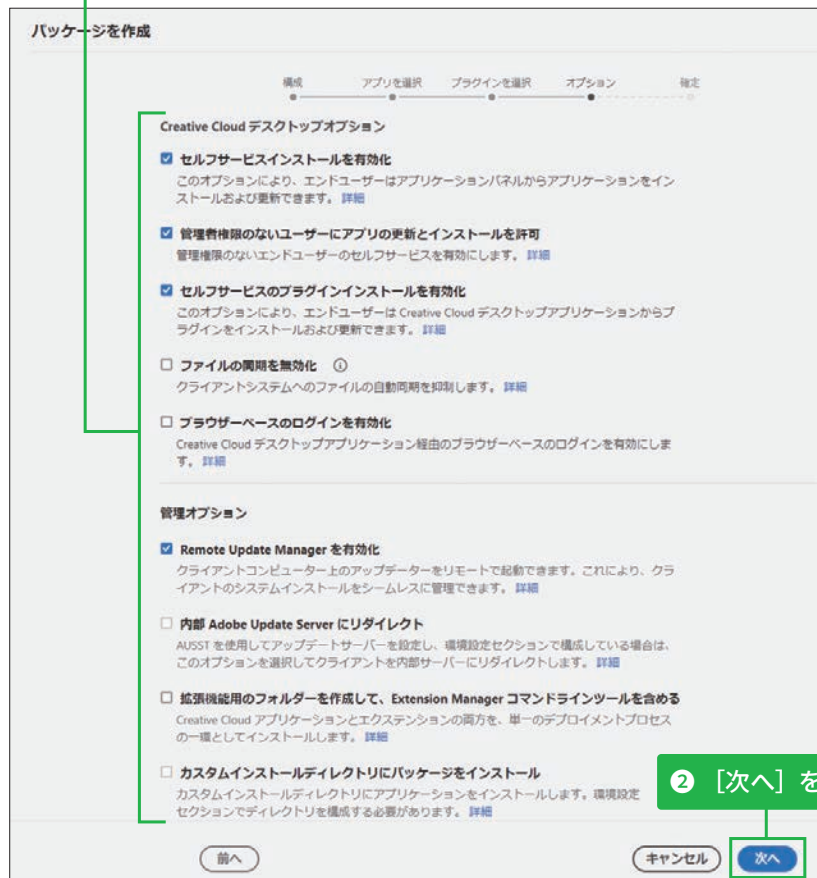 パッケージを作成
構成 アプリを選択 プラグインを選択 オプション 確定
Creative Cloud デスクトップオプション
セルフサービスインストールを有効化
このオプションにより、エンドユーザーはアプリケーションパネルからアプリケーションをイン
ストールおよび更新できます。 詳細
管理者権限のないユーザーにアプリの更新とインストールを許可
管理権限のないエンドユーザーのセルフサービスを有効にします。 詳細
セルフサービスのプラグインインストールを有効化
このオプションにより、エンドユーザーは Creative Cloud デスクトップアプリケーションからプ
ラグインをインストールおよび更新できます。 詳細
ファイルの同期を無効化
クライアントシステムへのファイルの自動同期を抑制します。 詳細
ブラウザーベースのログインを有効化
Creative Cloud デスクトップアプリケーション経由のブラウザーベースのログインを有効にしま
す。 詳細
管理オプション
Remote Update Manager を有効化
クライアントコンピューター上のアップデーターをリモートで起動できます。これにより、クラ
イアントのシステムインストールをシームレスに管理できます。 詳細
内部 Adobe Update Server にリダイレクト
AUSST を使用してアップデートサーバーを設定し、環境設定セクションで構成している場合は、
このオプションを選択してクライアントを内部サーバーにリダイレクトします。 詳細
拡張機能用のフォルダーを作成して、Extension Manager コマンドラインツールを含める
Creative Cloud アプリケーションとエクステンションの両方を、単一のデプロイメントプロセス
の一環としてインストールします。 詳細
カスタムインストールディレクトリにパッケージをインストール
カスタムインストールディレクトリにアプリケーションをインストールします。環境設定
セクションでディレクトリを構成する必要があります。 詳細
❷ ［次へ］を
前へ キャンセル 次へ